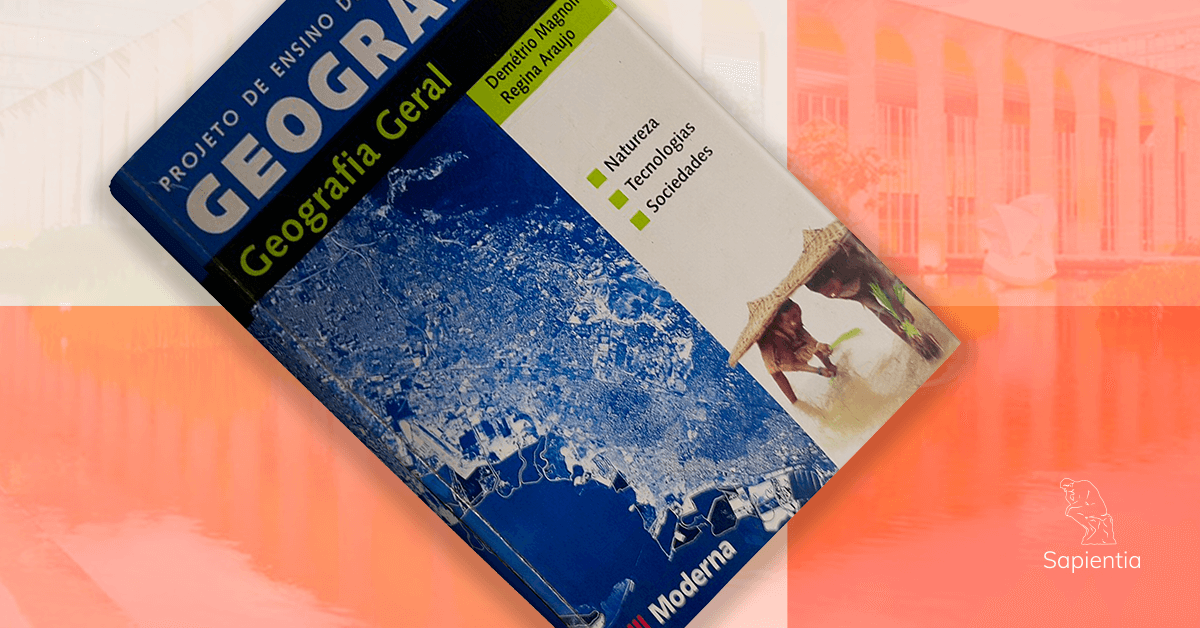 PROJETO DE ENSINO D
GEOGRA
Geografia Geral
Demétrio Magnoli
Regina Araujo
Natureza
Tecnologias
Sociedades
Moderna
Sapientia